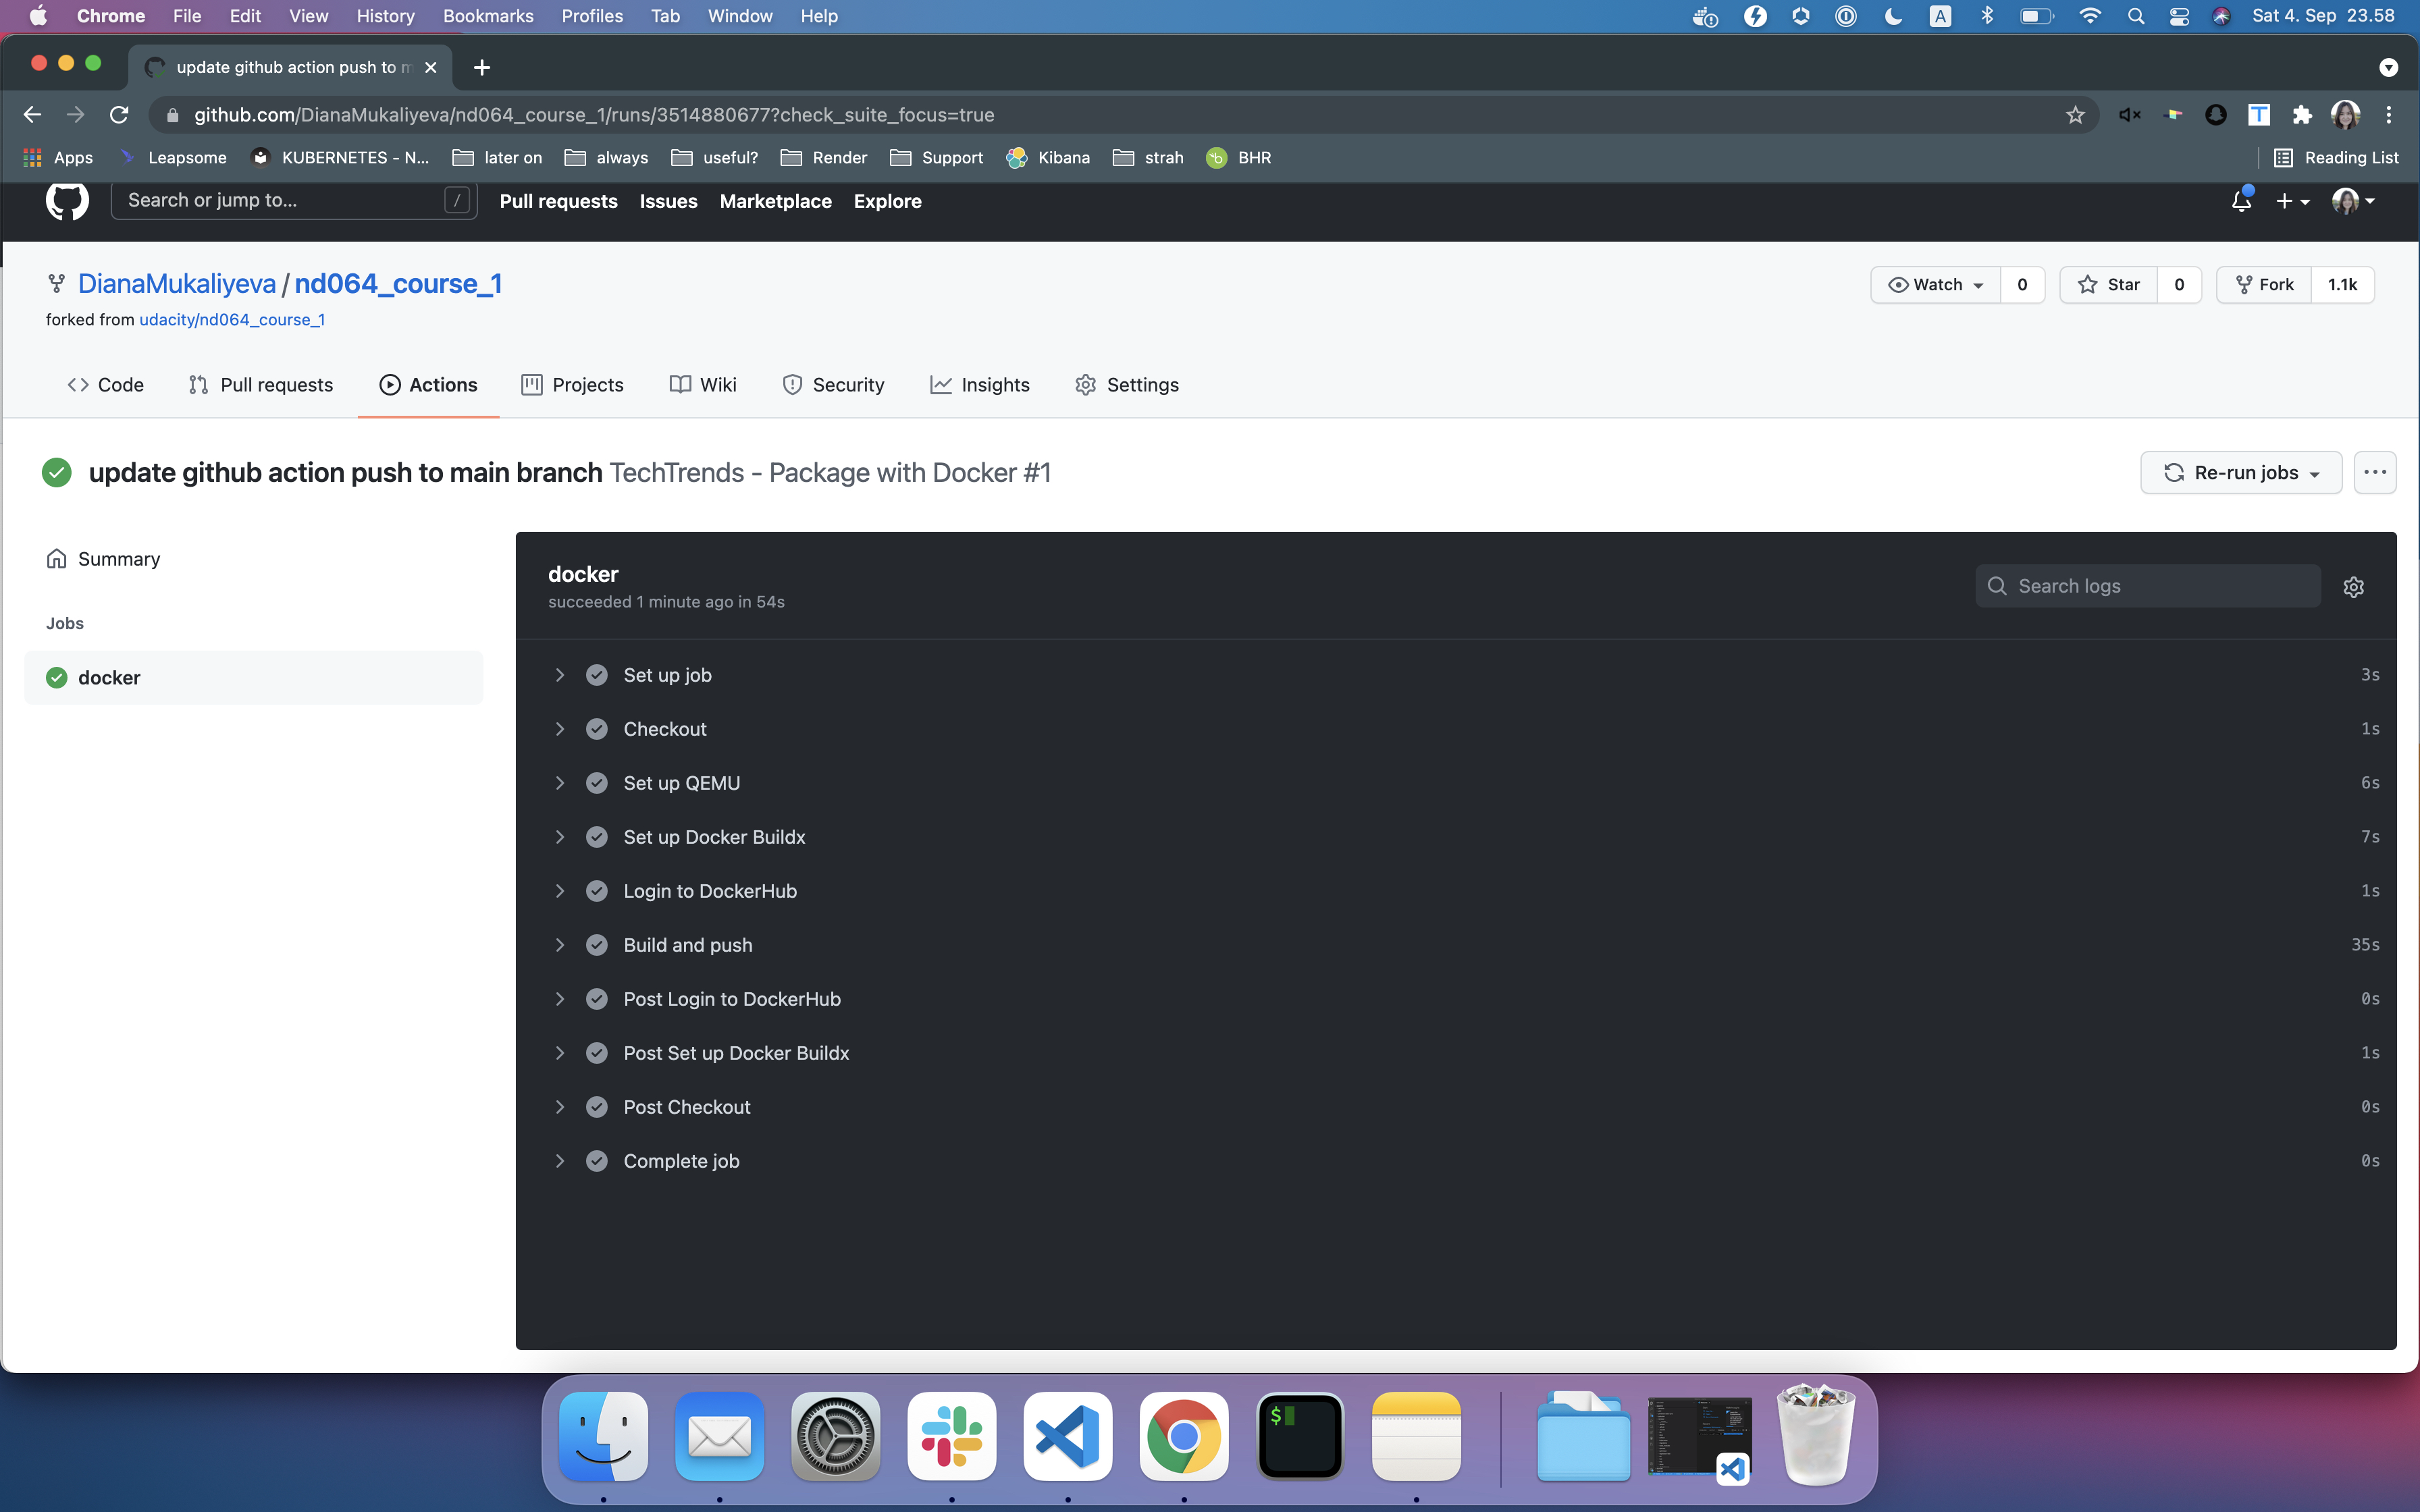 Chrome File Edit View History Bookmarks Profiles Tab Window Help
A
Sat 4. Sep 23.58
update github action push to m
github.com/DianaMukaliyeva/nd064_course_1/runs/3514880677?check_suite_focus=true
T
Apps Leapsome KUBERNETES - N... later on always useful? Render Support Kibana strah BHR Reading List
Search or jump to... /
Pull requests Issues Marketplace Explore
DianaMukaliyeva / nd064_course_1
Watch 0 Star 0 Fork 1.1k
forked from udacity/nd064_course_1
Code Pull requests Actions Projects Wiki Security Insights Settings
update github action push to main branch TechTrends - Package with Docker #1
Re-run jobs
Summary
Jobs
docker
docker
succeeded 1 minute ago in 54s
Search logs
Set up job 3s
Checkout 1s
Set up QEMU 6s
Set up Docker Buildx 7s
Login to DockerHub 1s
Build and push 35s
Post Login to DockerHub 0s
Post Set up Docker Buildx 1s
Post Checkout 0s
Complete job 0s
$